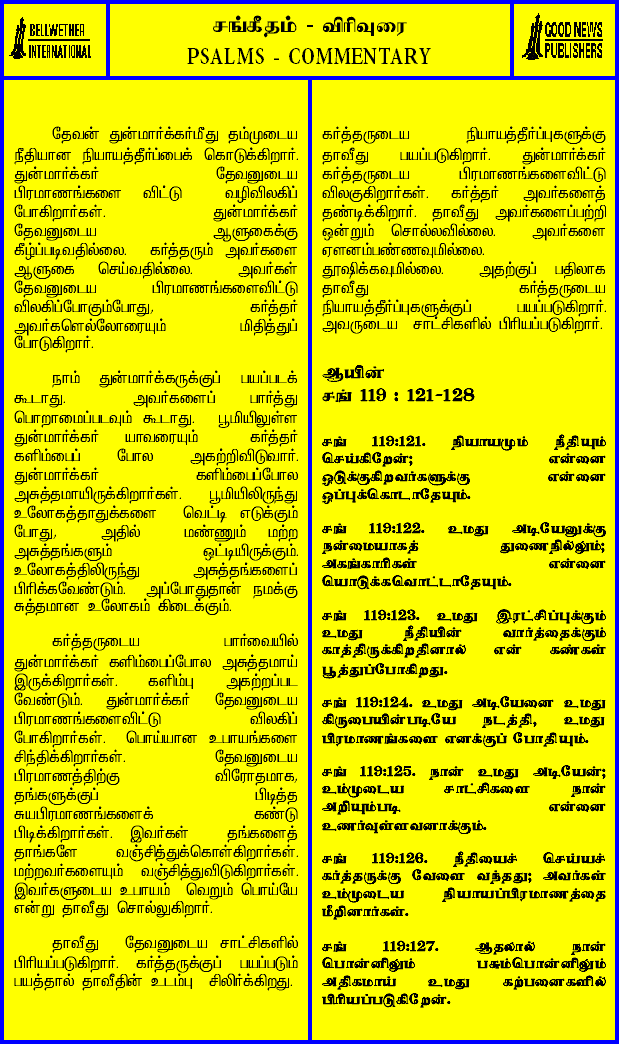 BELLWETHER
INTERNATIONAL
சங்கீதம் - விரிவுரை
PSALMS - COMMENTARY
GOOD NEWS
PUBLISHERS
தேவன் துன்மார்க்கர்மீது தம்முடைய
நீதியான நியாயத்தீர்ப்பைக் கொடுக்கிறார்.
துன்மார்க்கர் தேவனுடைய
பிரமாணங்களை விட்டு வழிவிலகிப்
போகிறார்கள். துன்மார்க்கர்
தேவனுடைய ஆளுகைக்கு
கீழ்ப்படிவதில்லை. கர்த்தரும் அவர்களை
ஆளுகை செய்வதில்லை. அவர்கள்
தேவனுடைய பிரமாணங்களைவிட்டு
விலகிப்போகும்போது, கர்த்தர்
அவர்களெல்லோரையும் மிதித்துப்
போடுகிறார்.
நாம் துன்மார்க்கருக்குப் பயப்படக்
கூடாது. அவர்களைப் பார்த்து
பொறாமைப்படவும் கூடாது. பூமியிலுள்ள
துன்மார்க்கர் யாவரையும் கர்த்தர்
களிம்பைப் போல அகற்றிவிடுவார்.
துன்மார்க்கர் களிம்பைப்போல
அசுத்தமாயிருக்கிறார்கள். பூமியிலிருந்து
உலோகத்தாதுக்களை வெட்டி எடுக்கும்
போது, அதில் மண்ணும் மற்ற
அசுத்தங்களும் ஒட்டியிருக்கும்.
உலோகத்திலிருந்து அசுத்தங்களைப்
பிரிக்கவேண்டும். அப்போதுதான் நமக்கு
சுத்தமான உலோகம் கிடைக்கும்.
கர்த்தருடைய பார்வையில்
துன்மார்க்கர் களிம்பைப்போல அசுத்தமாய்
இருக்கிறார்கள். களிம்பு அகற்றப்பட
வேண்டும். துன்மார்க்கர் தேவனுடைய
பிரமாணங்களைவிட்டு விலகிப்
போகிறார்கள். பொய்யான உபாயங்களை
சிந்திக்கிறார்கள். தேவனுடைய
பிரமாணத்திற்கு விரோதமாக,
தங்களுக்குப் பிடித்த
சுயபிரமாணங்களைக் கண்டு
பிடிக்கிறார்கள். இவர்கள் தங்களைத்
தாங்களே வஞ்சித்துக்கொள்கிறார்கள்.
மற்றவர்களையும் வஞ்சித்துவிடுகிறார்கள்.
இவர்களுடைய உபாயம் வெறும் பொய்யே
என்று தாவீது சொல்லுகிறார்.
தாவீது தேவனுடைய சாட்சிகளில்
பிரியப்படுகிறார். கர்த்தருக்குப் பயப்படும்
பயத்தால் தாவீதின் உடம்பு சிலிர்க்கிறது.
கர்த்தருடைய நியாயத்தீர்ப்புகளுக்கு
தாவீது பயப்படுகிறார். துன்மார்க்கர்
கர்த்தருடைய பிரமாணங்களைவிட்டு
விலகுகிறார்கள். கர்த்தர் அவர்களைத்
தண்டிக்கிறார். தாவீது அவர்களைப்பற்றி
ஒன்றும் சொல்லவில்லை. அவர்களை
ஏளனம்பண்ணவுமில்லை.
தூஷிக்கவுமில்லை. அதற்குப் பதிலாக
தாவீது கர்த்தருடைய
நியாயத்தீர்ப்புகளுக்குப் பயப்படுகிறார்.
அவருடைய சாட்சிகளில் பிரியப்படுகிறார்.
ஆயின்
சங் 119 : 121-128
சங் 119:121. நியாயமும் நீதியும்
செய்கிறேன்; என்னை
ஒடுக்குகிறவர்களுக்கு என்னை
ஒப்புக்கொடாதேயும்.
சங் 119:122. உமது அடியேனுக்கு
நன்மையாகத் துணைநில்லும்;
அகங்காரிகள் என்னை
யொடுக்கவொட்டாதேயும்.
சங் 119:123. உமது இரட்சிப்புக்கும்
உமது நீதியின் வார்த்தைக்கும்
காத்திருக்கிறதினால் என் கண்கள்
பூத்துப்போகிறது.
சங் 119:124. உமது அடியேனை உமது
கிருபையின்படியே நடத்தி, உமது
பிரமாணங்களை எனக்குப் போதியும்.
சங் 119:125. நான் உமது அடியேன்;
உம்முடைய சாட்சிகளை நான்
அறியும்படி என்னை
உணர்வுள்ளவனாக்கும்.
சங் 119:126. நீதியைச் செய்யச்
கர்த்தருக்கு வேளை வந்தது; அவர்கள்
உம்முடைய நியாயப்பிரமாணத்தை
மீறினார்கள்.
சங் 119:127. ஆதலால் நான்
பொன்னிலும் பசும்பொன்னிலும்
அதிகமாய் உமது கற்பனைகளில்
பிரியப்படுகிறேன்.